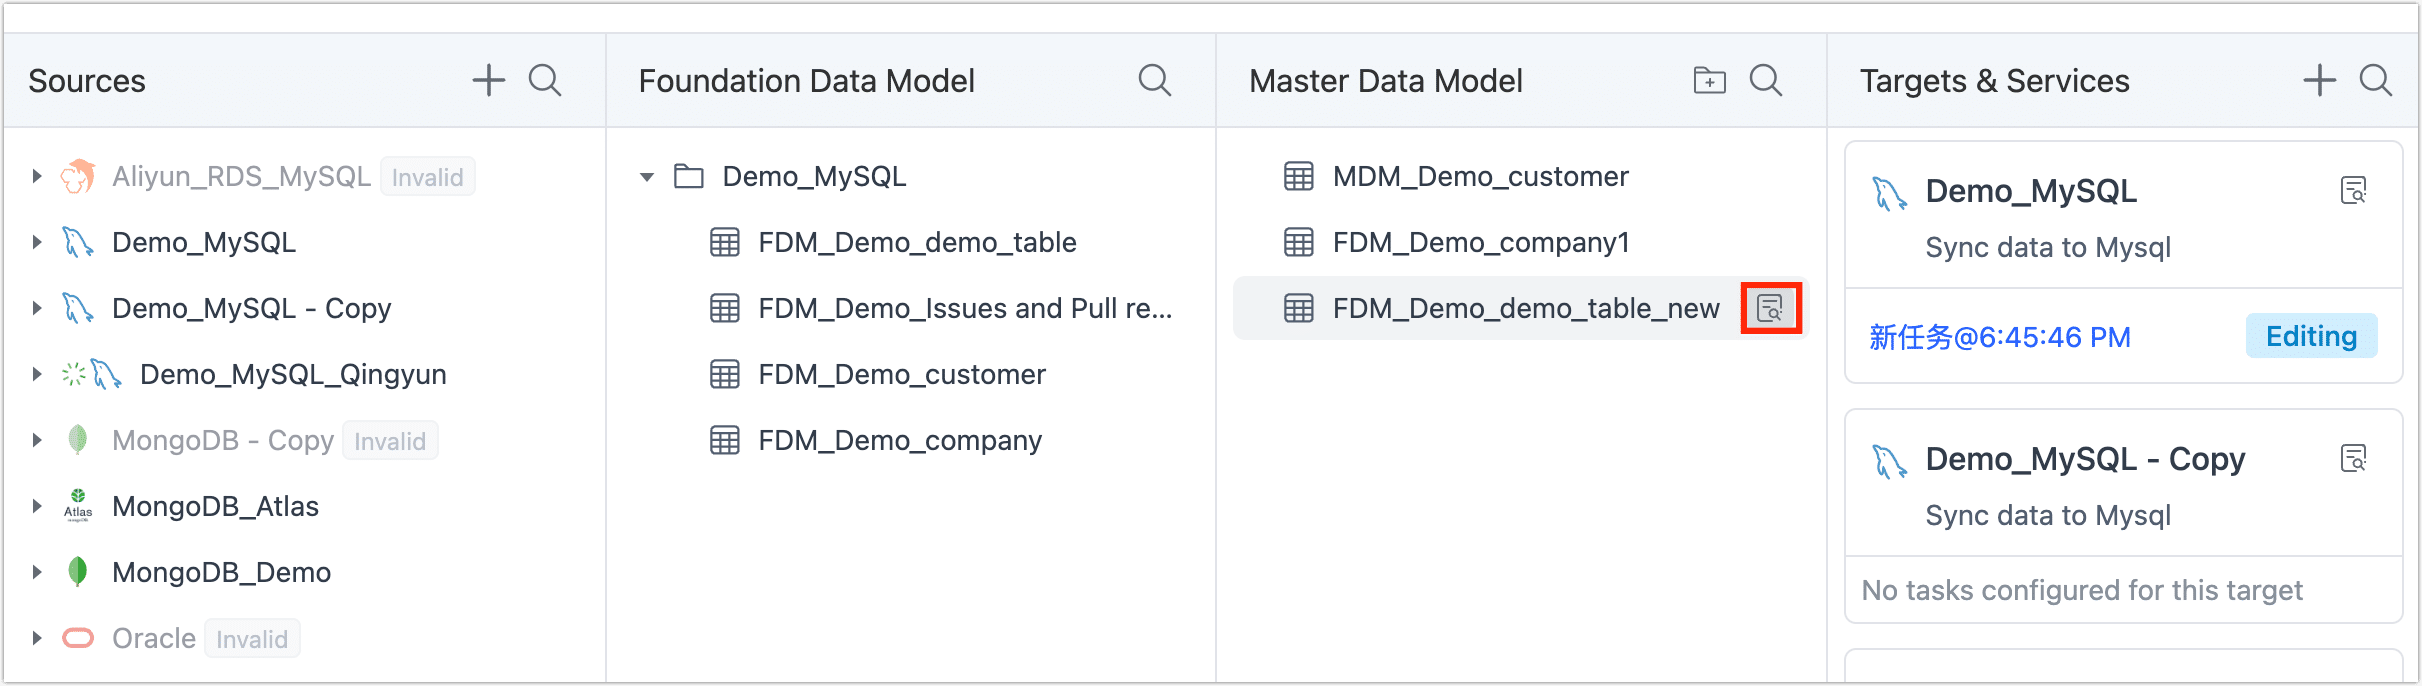 Sources
Aliyun_RDS_MySQL Invalid
Demo_MySQL
Demo_MySQL - Copy
Demo_MySQL_Qingyun
MongoDB - Copy Invalid
Atlas
MongoDB_Atlas
MongoDB_Demo
Oracle Invalid
Foundation Data Model
Demo_MySQL
FDM_Demo_demo_table
FDM_Demo_Issues and Pull re...
FDM_Demo_customer
FDM_Demo_company
Master Data Model
MDM_Demo_customer
FDM_Demo_company1
FDM_Demo_demo_table_new
Targets & Services
Demo_MySQL
Sync data to Mysql
新任务@6:45:46 PM Editing
Demo_MySQL - Copy
Sync data to Mysql
No tasks configured for this target